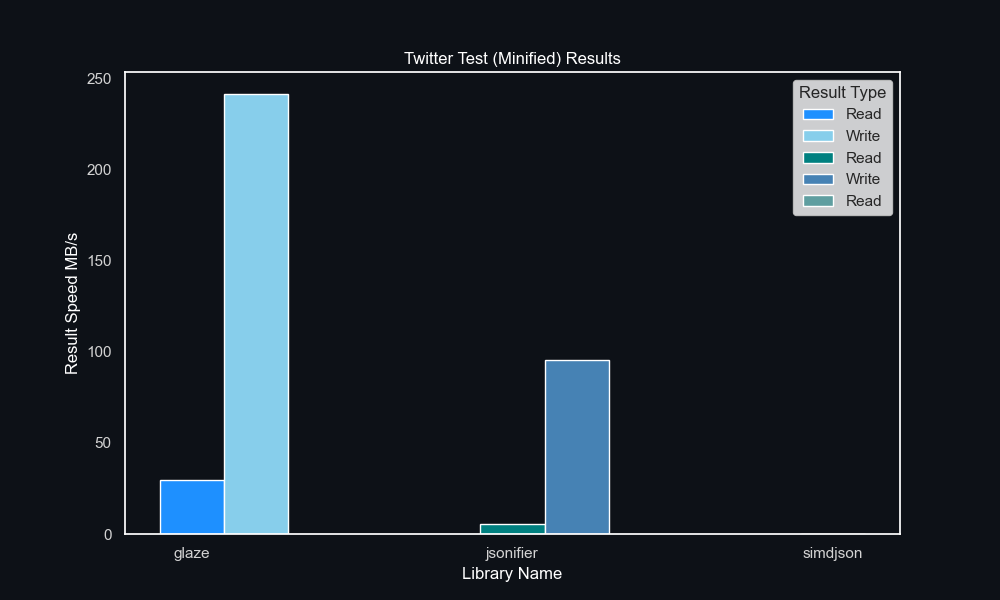 Twitter Test (Minified) Results
250
200
150
100
50
0
Result Speed MB/s
Result Type
Read
Write
Read
Write
Read
glaze
jsonifier
simdjson
Library Name